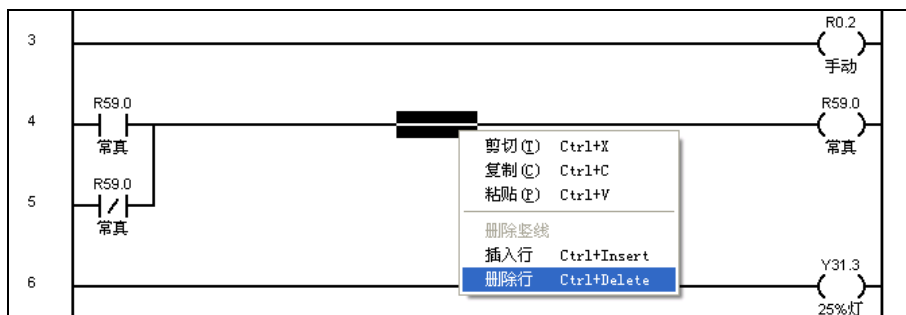 R0.2
3
手动
R59.0 R59.0
4
常真 常真
剪切(T) Ctrl+X
复制(C) Ctrl+C
粘贴(P) Ctrl+V
R59.0
5
常真
删除竖线
插入行 Ctrl+Insert
删除行 Ctrl+Delete
Y31.3
6
25%灯